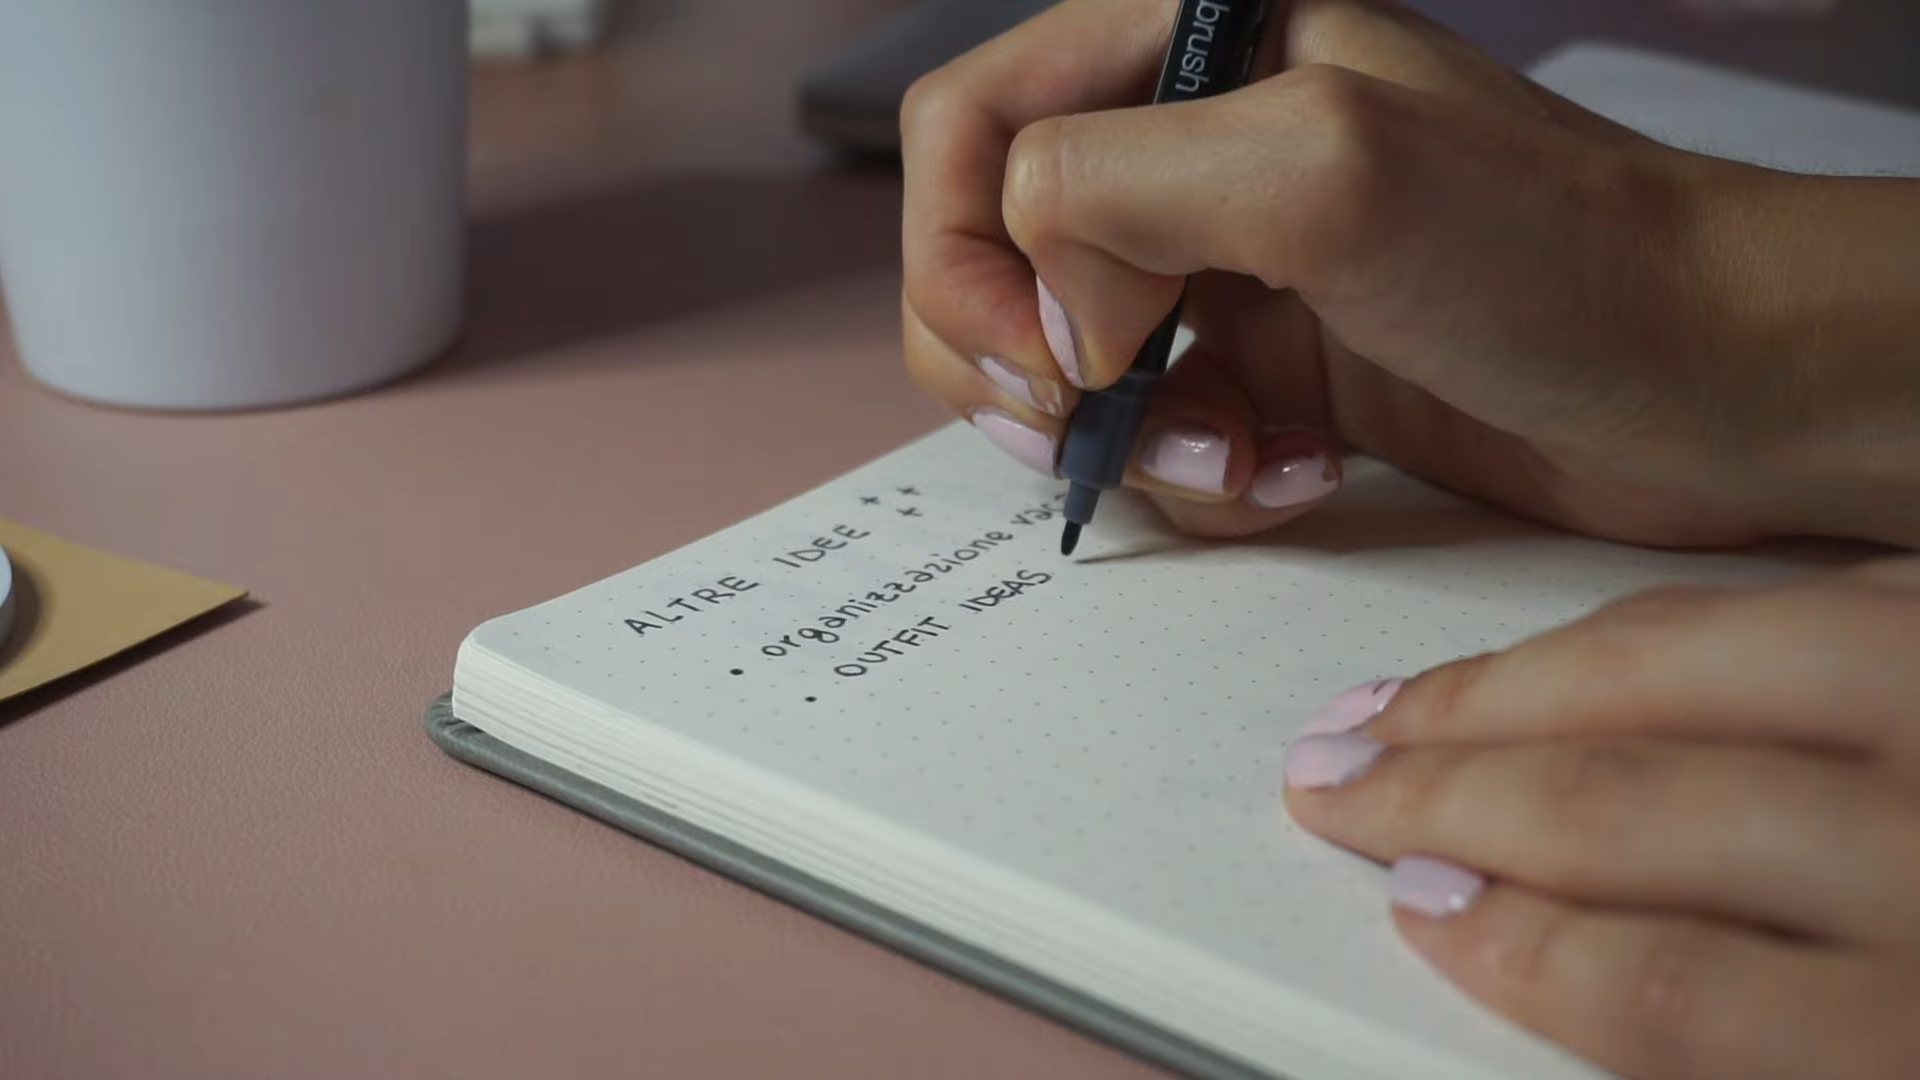 brush
ALTRE IDEE
• organizzazione
• OUTFIT IDEAS